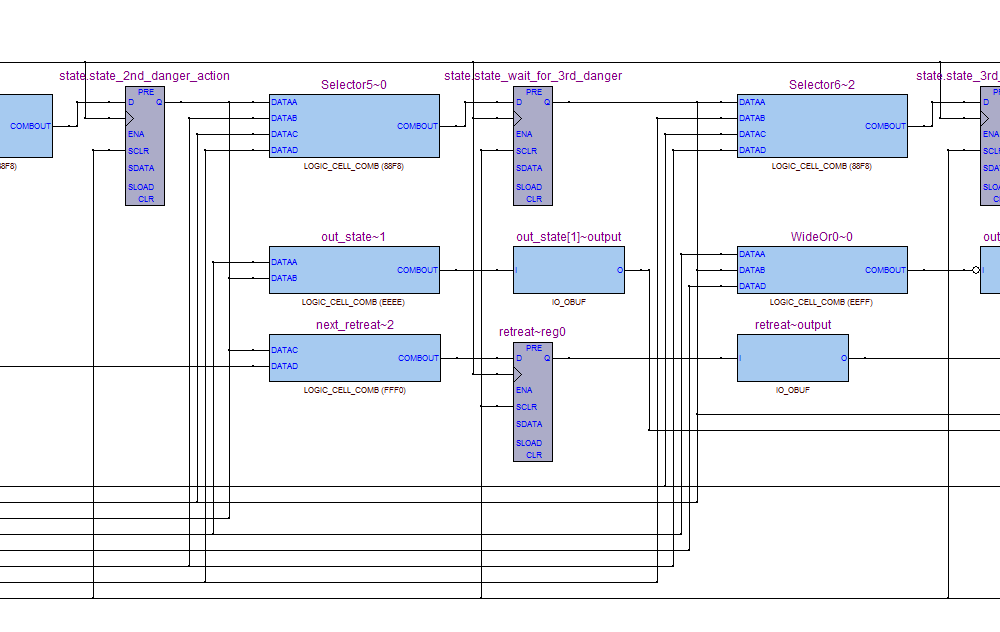 state.state_2nd_danger_action
state.state_wait_for_3rd_danger
state.state_3rd_
COMBOUT
8F8)
PRE
D
Q
ENA
SCLR
SDATA
SLOAD
CLR
Selector5~0
DATAA
DATAB
DATAC
DATAD
COMBOUT
LOGIC_CELL_COMB (88F8)
PRE
D
Q
ENA
SCLR
SDATA
SLOAD
CLR
Selector6~2
DATAA
DATAB
DATAC
DATAD
COMBOUT
LOGIC_CELL_COMB (88F8)
D
ENA
SCLR
SDATA
SLOAD
out_state~1
DATAA
DATAB
COMBOUT
LOGIC_CELL_COMB (EEEE)
out_state[1]~output
I
O
IO_OBUF
WideOr0~0
DATAA
DATAB
DATAD
COMBOUT
LOGIC_CELL_COMB (EEFF)
out
I
next_retreat~2
DATAC
DATAD
COMBOUT
LOGIC_CELL_COMB (FFF0)
retreat~reg0
PRE
D
Q
ENA
SCLR
SDATA
SLOAD
CLR
retreat~output
I
O
IO_OBUF